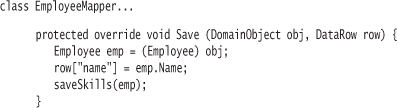 class EmployeeMapper...
protected override void Save (DomainObject obj, DataRow row) {
Employee emp = (Employee) obj;
row["name"] = emp.Name;
saveSkills(emp);
}